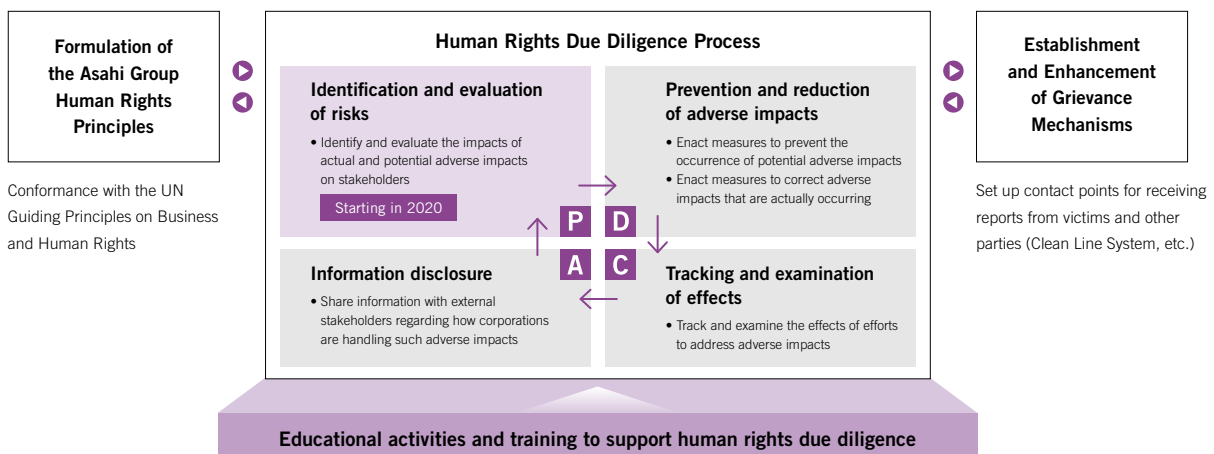 Formulation of
the Asahi Group
Human Rights
Principles
Conformance with the UN
Guiding Principles on Business
and Human Rights
Human Rights Due Diligence Process
Identification and evaluation
of risks
• Identify and evaluate the impacts of
actual and potential adverse impacts
on stakeholders
Starting in 2020
P
Prevention and reduction
of adverse impacts
• Enact measures to prevent the
occurrence of potential adverse impacts
• Enact measures to correct adverse
impacts that are actually occurring
D
Information disclosure
• Share information with external
stakeholders regarding how corporations
are handling such adverse impacts
A
C
Tracking and examination
of effects
• Track and examine the effects of efforts
to address adverse impacts
Establishment
and Enhancement
of Grievance
Mechanisms
Set up contact points for receiving
reports from victims and other
parties (Clean Line System, etc.)
Educational activities and training to support human rights due diligence